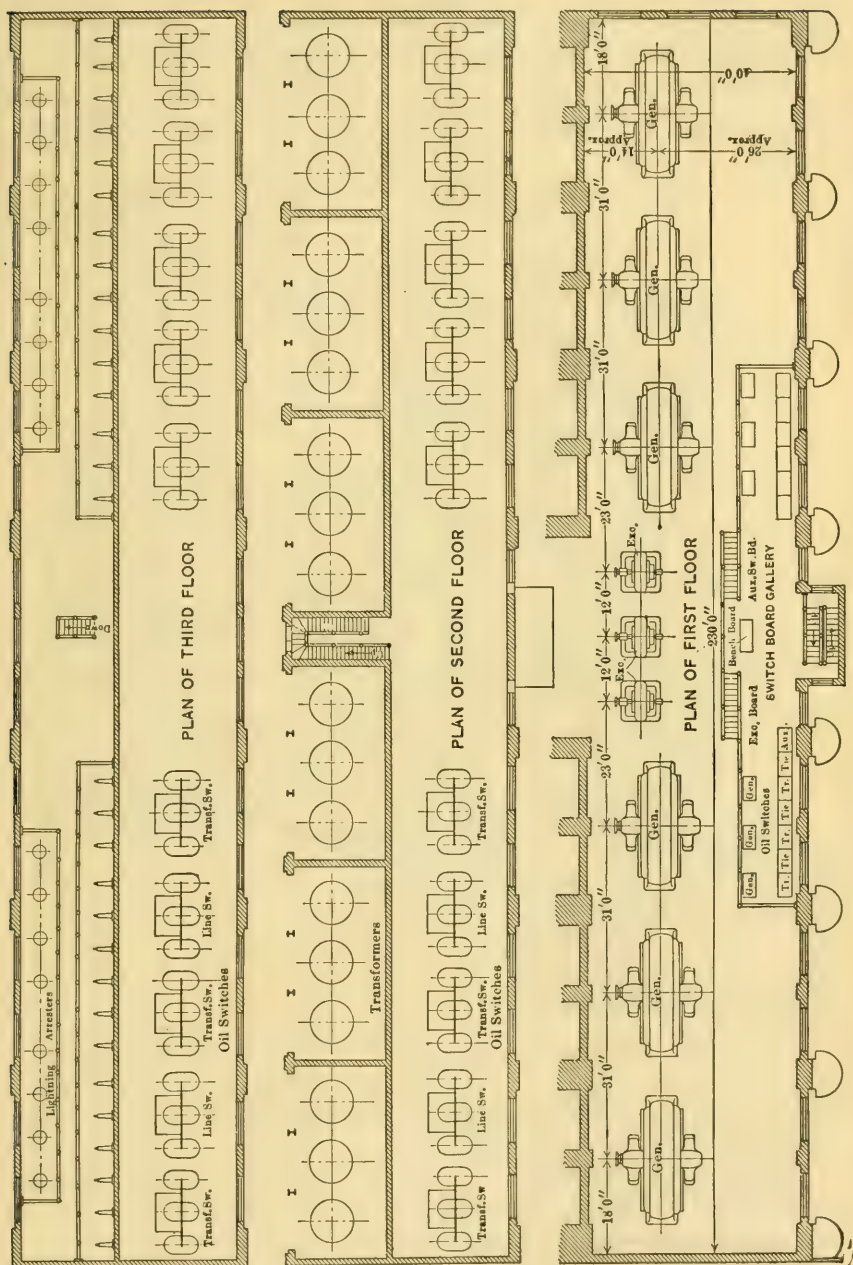 PLAN OF THIRD FLOOR
Lightning Arresters
Down
Transf. Sw.
Line Sw.
Transf. Sw.
Line Sw.
Transf. Sw.
Oil Switches
PLAN OF SECOND FLOOR
Transformers
Transf. Sw
Line Sw.
Transf. Sw.
Line Sw.
Transf. Sw.
Oil Switches
PLAN OF FIRST FLOOR
18'0"
31'0"
31'0"
23'0"
12'0"
12'0"
23'0"
31'0"
31'0"
18'0"
Gen.
Gen.
Gen.
Exc.
Exc.
Gen.
Gen.
Gen.
14'0"
Approx.
26'0"
Approx.
40'0"
230'0"
Exc. Board
Bench Board
Aux. Sw. Bd.
SWITCH BOARD GALLERY
Gen.
Gen.
Gen.
Oil Switches
Tr. Tie Tr. Tie Tr. Tie Aux.